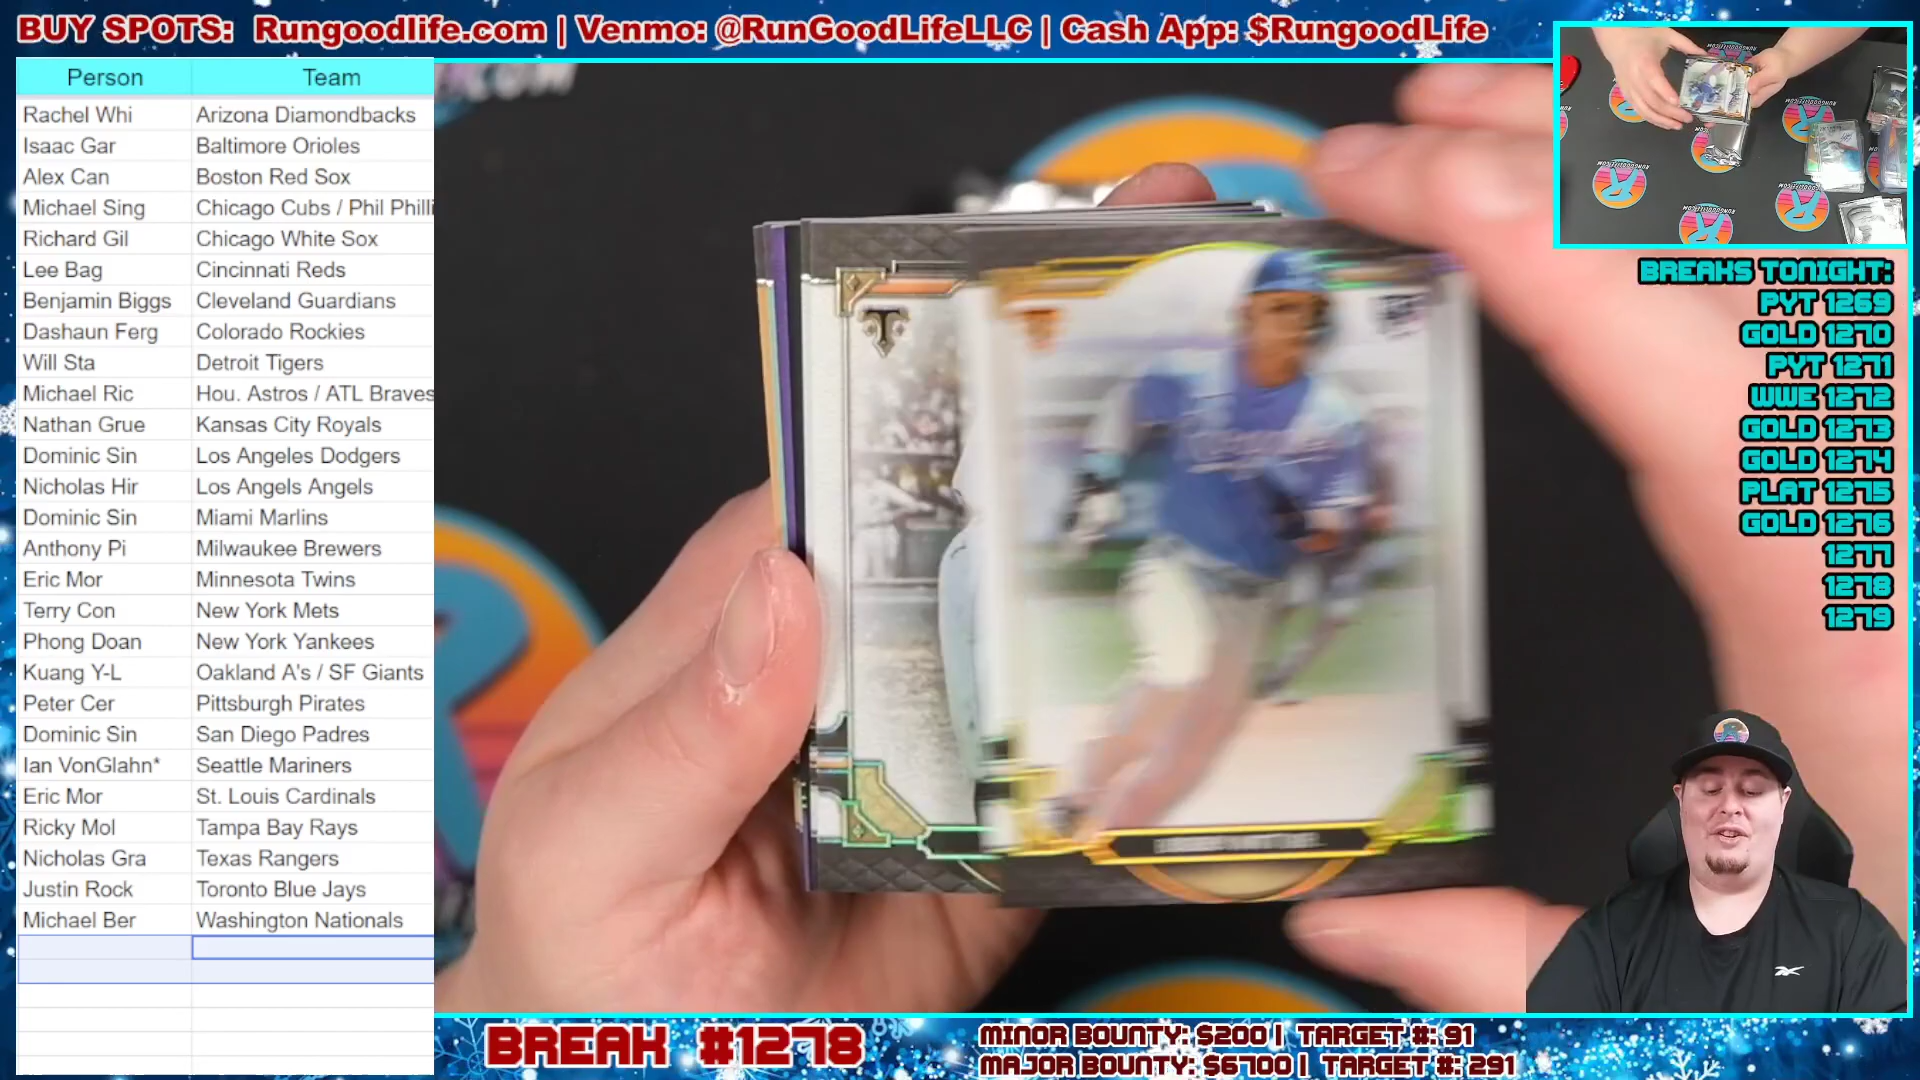 BUY SPOTS: Rungoodlife.com | Venmo: @RunGoodLifeLLC | Cash App: $RungoodLife
Person Team
Rachel Whi Arizona Diamondbacks
Isaac Gar Baltimore Orioles
Alex Can Boston Red Sox
Michael Sing Chicago Cubs / Phil Philli
Richard Gil Chicago White Sox
Lee Bag Cincinnati Reds
Benjamin Biggs Cleveland Guardians
Dashaun Ferg Colorado Rockies
Will Sta Detroit Tigers
Michael Ric Hou. Astros / ATL Braves
Nathan Grue Kansas City Royals
Dominic Sin Los Angeles Dodgers
Nicholas Hir Los Angels Angels
Dominic Sin Miami Marlins
Anthony Pi Milwaukee Brewers
Eric Mor Minnesota Twins
Terry Con New York Mets
Phong Doan New York Yankees
Kuang Y-L Oakland A's / SF Giants
Peter Cer Pittsburgh Pirates
Dominic Sin San Diego Padres
Ian VonGlahn* Seattle Mariners
Eric Mor St. Louis Cardinals
Ricky Mol Tampa Bay Rays
Nicholas Gra Texas Rangers
Justin Rock Toronto Blue Jays
Michael Ber Washington Nationals
BREAKS TONIGHT:
PYT 1269
GOLD 1270
PYT 1271
WWE 1272
GOLD 1273
GOLD 1274
PLAT 1275
GOLD 1276
1277
1278
1279
BREAK #1278
MINOR BOUNTY: $200 | TARGET #: 91
MAJOR BOUNTY: $6700 | TARGET #: 291